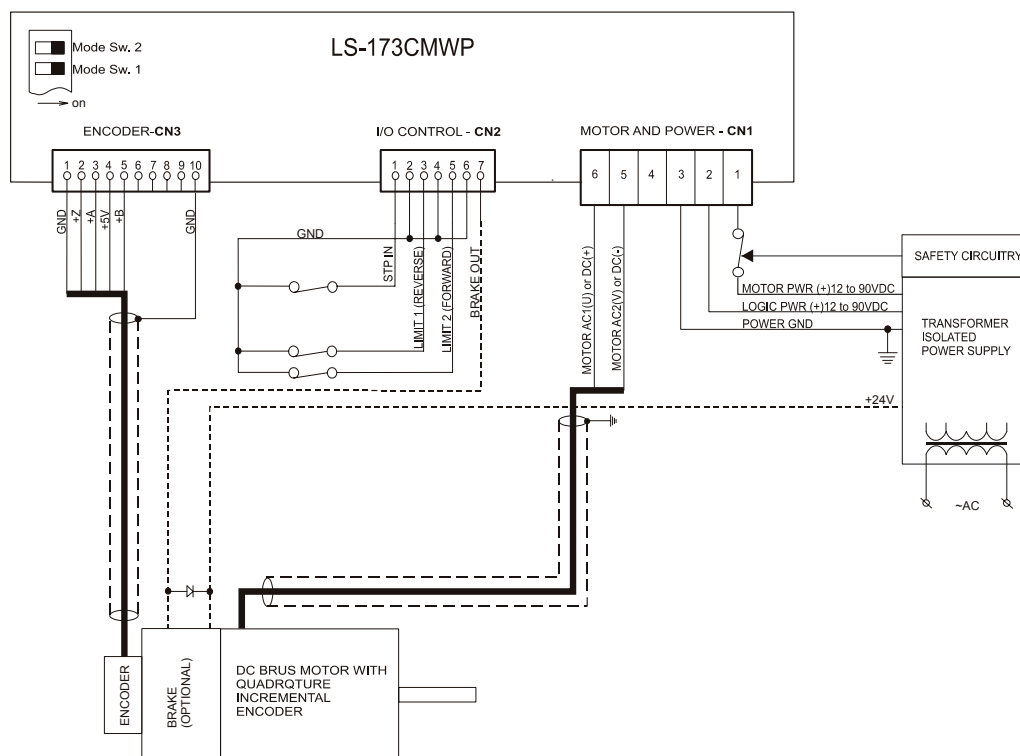 LS-173CMWP
Mode Sw. 2
Mode Sw. 1
on
ENCODER-CN3
I/O CONTROL - CN2
MOTOR AND POWER - CN1
1 2 3 4 5 6 7 8 9 10
1 2 3 4 5 6 7
6 5 4 3 2 1
GND
+Z
+A
+5V
+B
GND
GND
STP IN
LIMIT 1 (REVERSE)
LIMIT 2 (FORWARD)
BRAKE OUT
MOTOR AC1(U) or DC(+)
MOTOR AC2(V) or DC(-)
SAFETY CIRCUITRY
MOTOR PWR (+)12 to 90VDC
LOGIC PWR (+)12 to 90VDC
POWER GND
TRANSFORMER
ISOLATED
POWER SUPPLY
+24V
~AC
ENCODER
BRAKE
(OPTIONAL)
DC BRUS MOTOR WITH
QUADRQTURE
INCREMENTAL
ENCODER